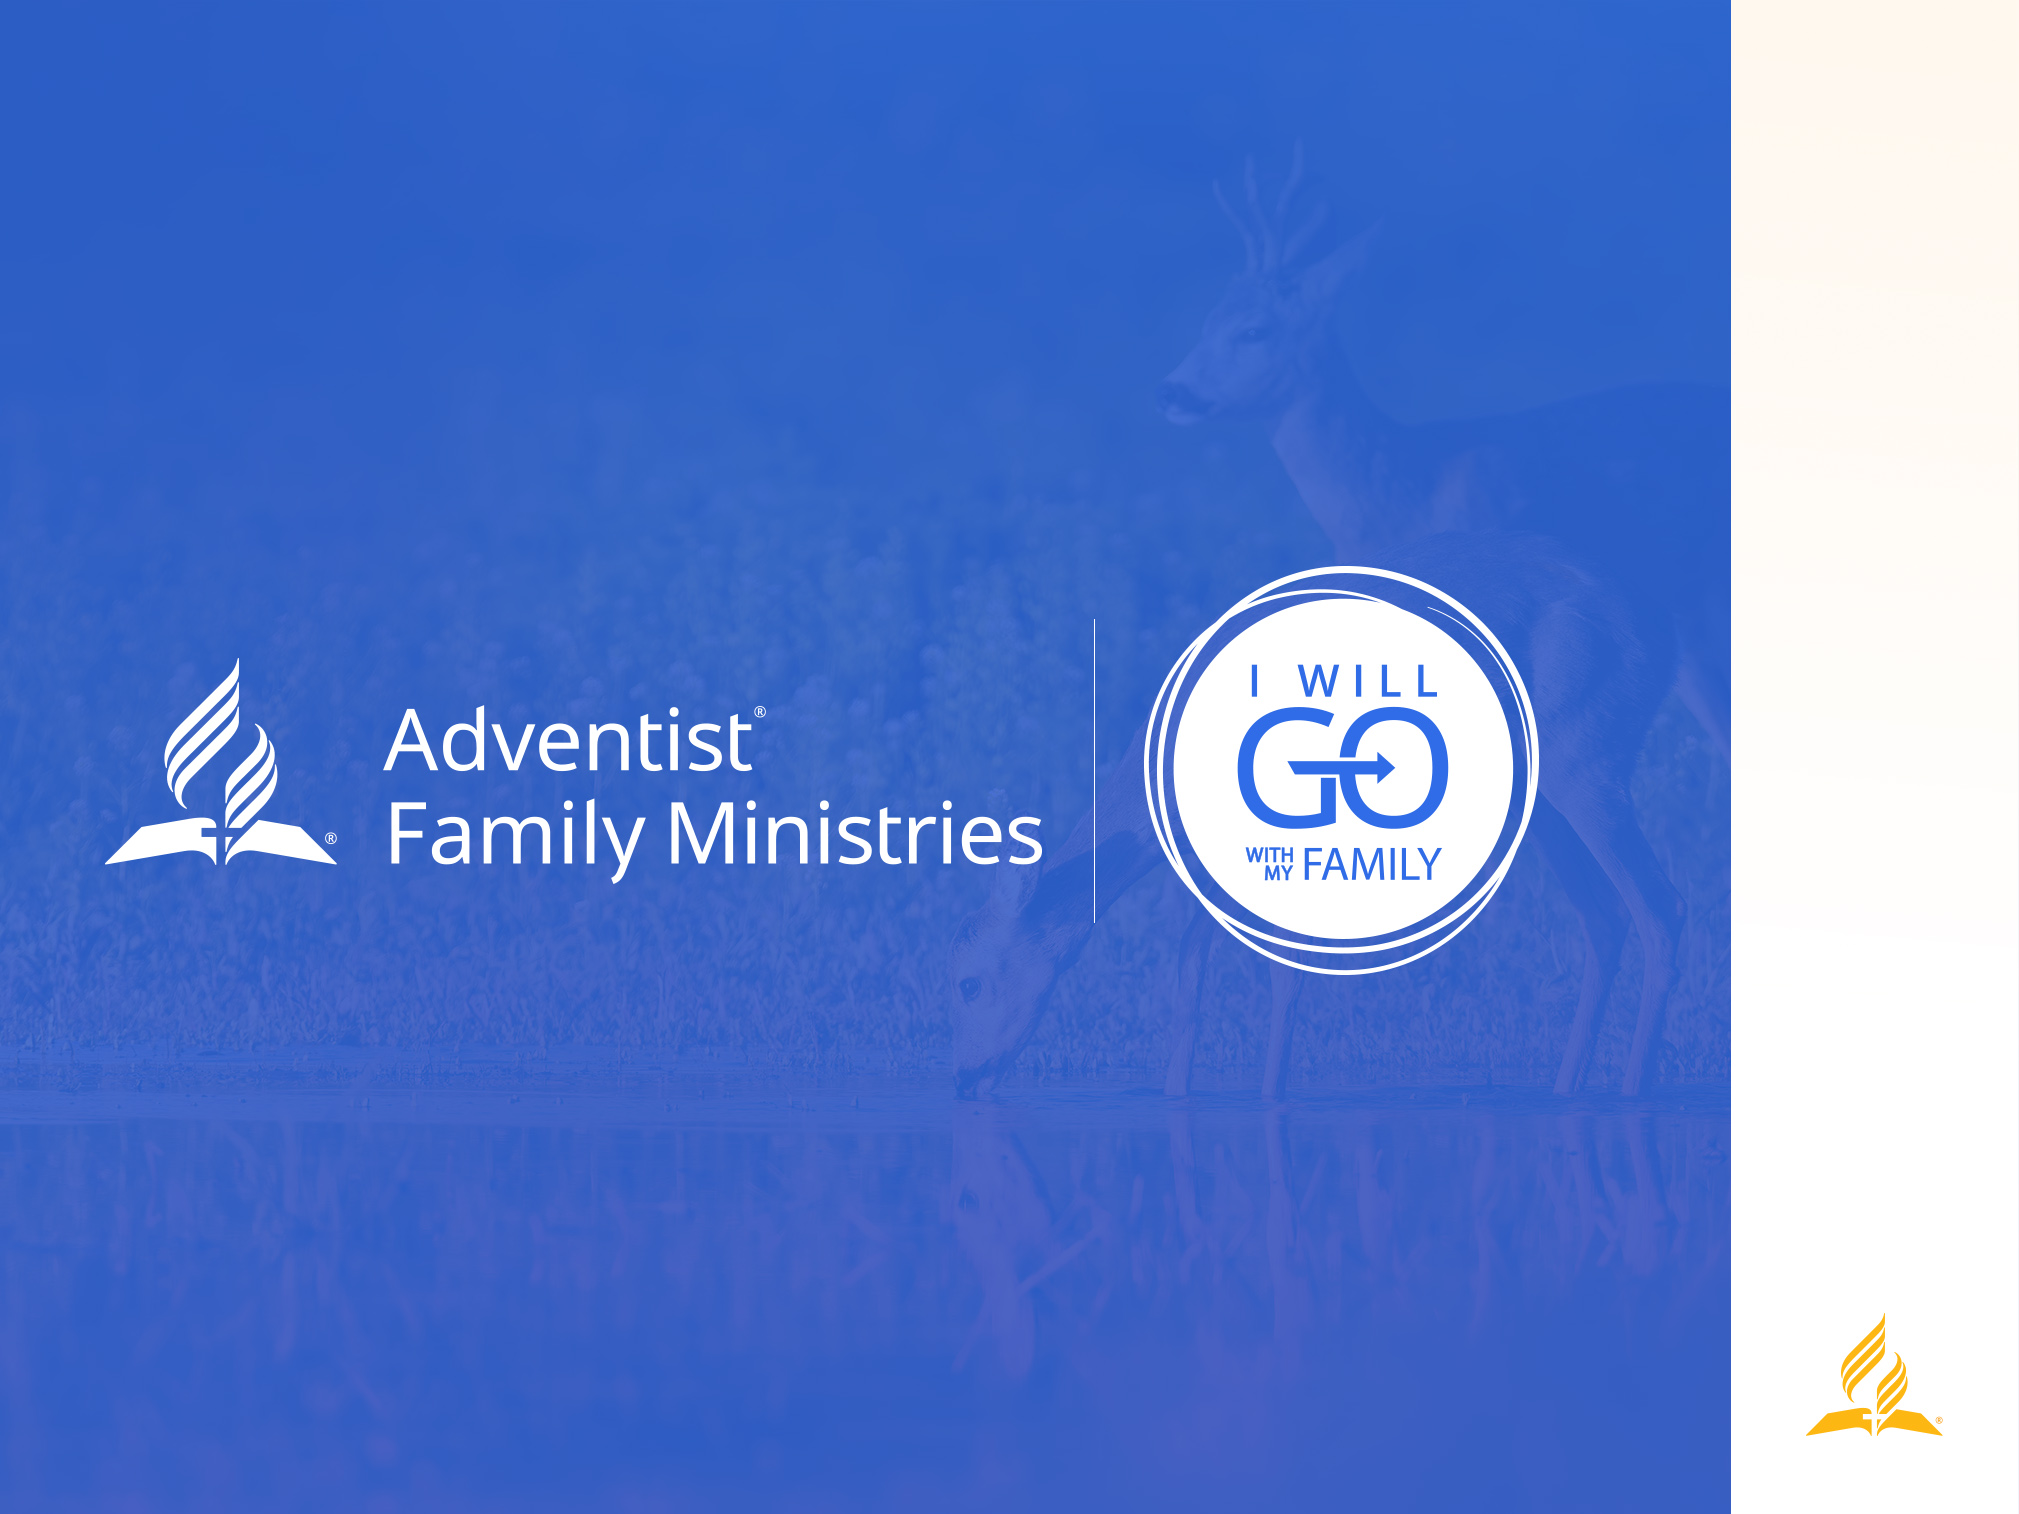 Adventist®
Family Ministries
®
I WILL
GO
WITH MY FAMILY
®